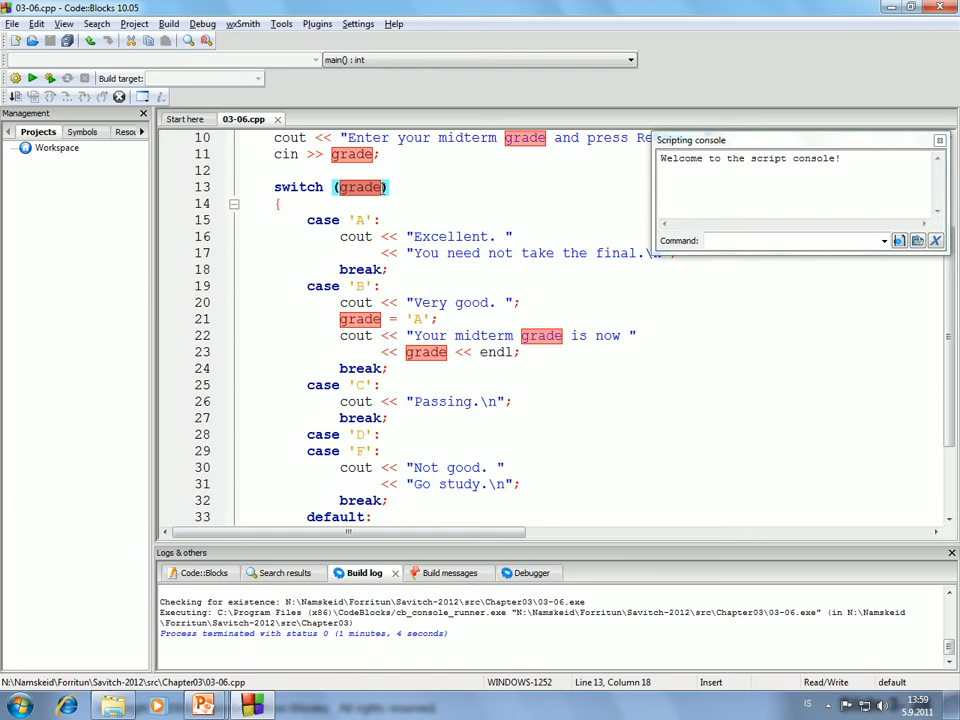 03-06.cpp - Code::Blocks 10.05
File Edit View Search Project Build Debug wxSmith Tools Plugins Settings Help
main() : int
Build target:
Management
Projects Symbols Resou
Workspace
Start here 03-06.cpp
10 cout << "Enter your midterm grade and press Re
11 cin >> grade;
12
13 switch (grade)
14 {
15 case 'A':
16 cout << "Excellent. "
17 << "You need not take the final.\n";
18 break;
19 case 'B':
20 cout << "Very good. ";
21 grade = 'A';
22 cout << "Your midterm grade is now "
23 << grade << endl;
24 break;
25 case 'C':
26 cout << "Passing.\n";
27 break;
28 case 'D':
29 case 'F':
30 cout << "Not good. "
31 << "Go study.\n";
32 break;
33 default:
Scripting console
Welcome to the script console!
Command:
Logs & others
Code::Blocks Search results Build log Build messages Debugger
Checking for existence: N:\Namskeid\Forritun\Savitch-2012\src\Chapter03\03-06.exe
Executing: C:\Program Files (x86)\CodeBlocks/cb_console_runner.exe "N:\Namskeid\Forritun\Savitch-2012\src\Chapter03\03-06.exe" (in N:\Namskeid
\Forritun\Savitch-2012\src\Chapter03)
Process terminated with status 0 (1 minutes, 4 seconds)
N:\Namskeid\Forritun\Savitch-2012\src\Chapter03\03-06.cpp WINDOWS-1252 Line 13, Column 18 Insert Read/Write default
All rights reserved.
IS
13:59
5.9.2011